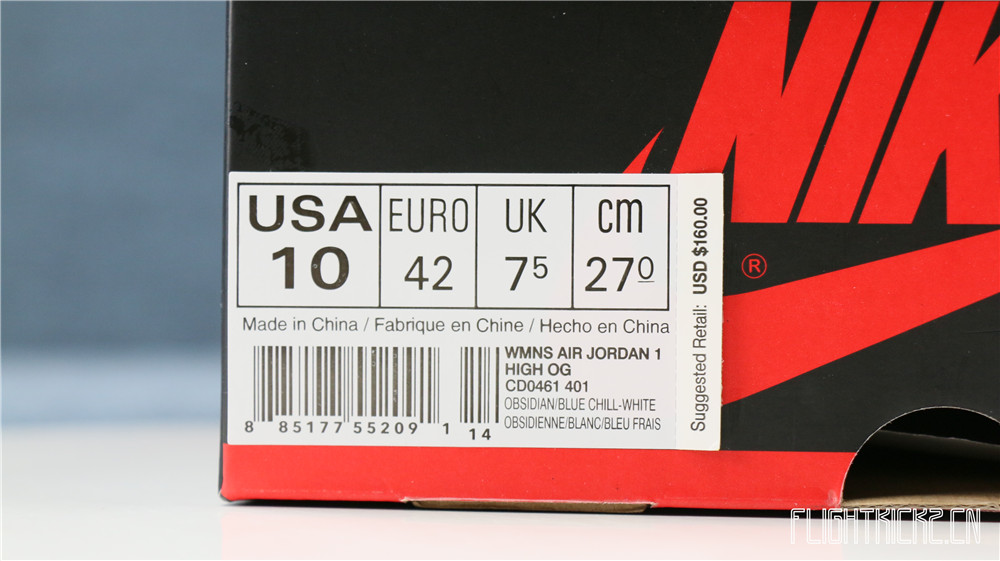 NIK
®
USA EURO UK cm
10 42 7⁵ 27⁰
Made in China / Fabrique en Chine / Hecho en China
WMNS AIR JORDAN 1
HIGH OG
CD0461 401
OBSIDIAN/BLUE CHILL-WHITE
OBSIDIENNE/BLANC/BLEU FRAIS
8 85177 55209 1 14
Suggested Retail: USD $160.00
FLIGHTKICKZ.CN